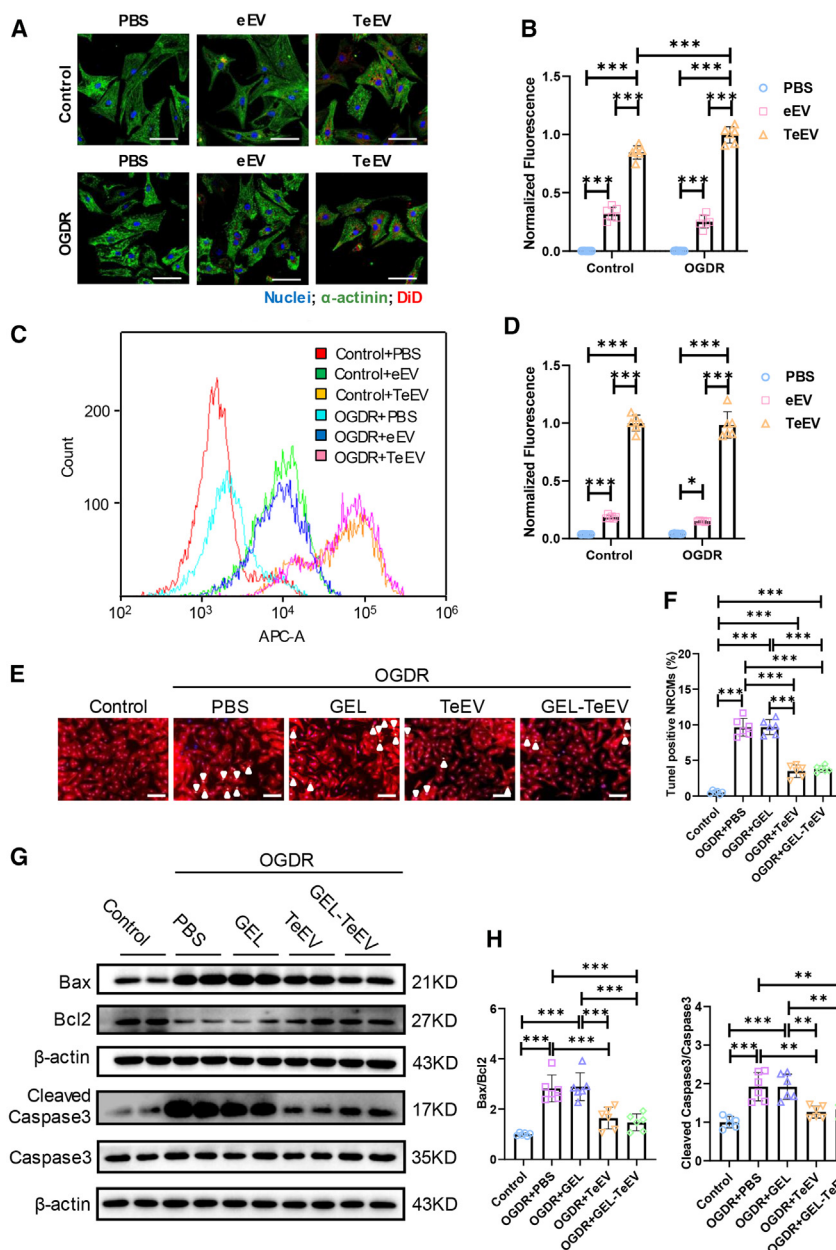 A
PBS
eEV
TeEV
Control
PBS
eEV
TeEV
OGDR
Nuclei; α-actinin; DiD
B
***
*** ***
*** ***
*** ***
Normalized Fluorescence
1.5
1.0
0.5
0.0
Control
OGDR
PBS
eEV
TeEV
C
Count
200
100
10²
10³
10⁴
10⁵
10⁶
APC-A
Control+PBS
Control+eEV
Control+TeEV
OGDR+PBS
OGDR+eEV
OGDR+TeEV
D
*** ***
*** ***
*** *
Normalized Fluorescence
1.5
1.0
0.5
0.0
Control
OGDR
PBS
eEV
TeEV
E
OGDR
Control
PBS
GEL
TeEV
GEL-TeEV
F
***
***
*** ***
***
***
*** ***
Tunel positive NRCMs (%)
20
15
10
5
0
Control
OGDR+PBS
OGDR+GEL
OGDR+TeEV
OGDR+GEL-TeEV
G
OGDR
Control
PBS
GEL
TeEV
GEL-TeEV
Bax
21KD
Bcl2
27KD
β-actin
43KD
Cleaved
Caspase3
17KD
Caspase3
35KD
β-actin
43KD
H
***
***
*** ***
*** ***
Bax/Bcl2
6
4
2
0
Control
OGDR+PBS
OGDR+GEL
OGDR+TeEV
OGDR+GEL-TeEV
**
**
*** **
*** **
Cleaved Caspase3/Caspase3
4
3
2
1
0
Control
OGDR+PBS
OGDR+GEL
OGDR+TeEV
OGDR+GEL-Te